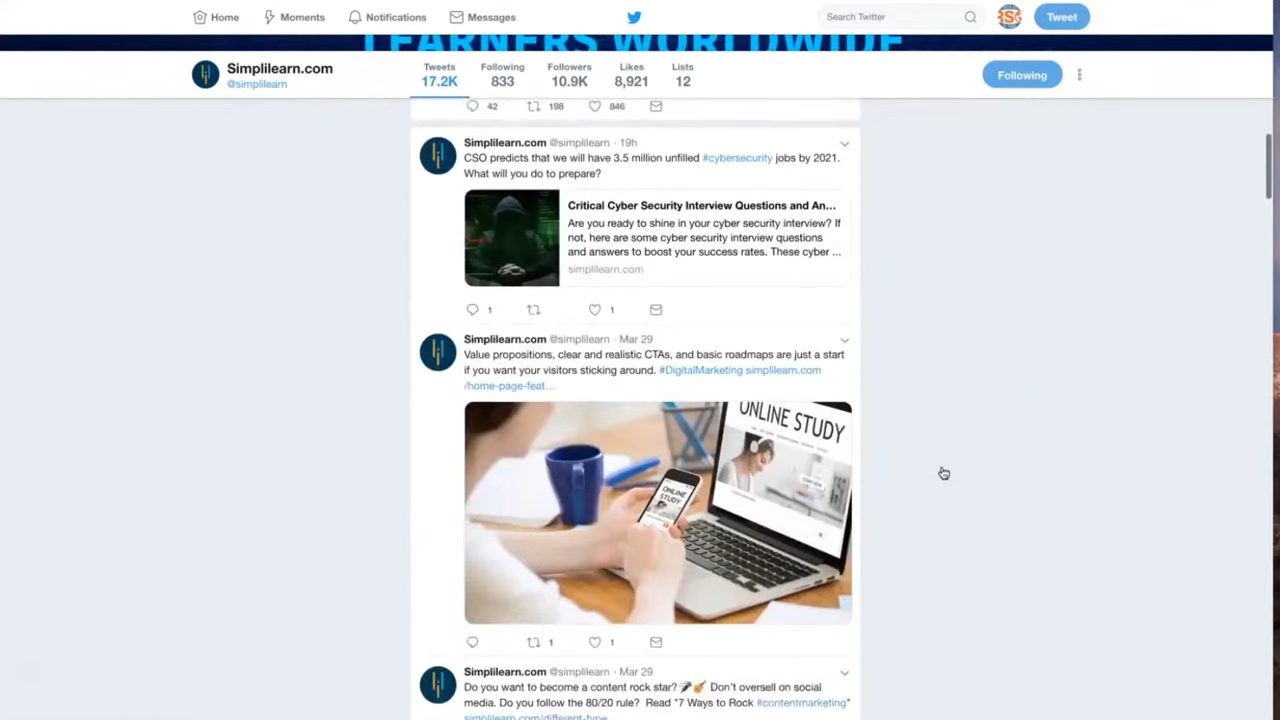 Home Moments Notifications Messages Search Twitter Tweet
LEARNERS WORLDWIDE
Simplilearn.com
@simplilearn
Tweets Following Followers Likes Lists
17.2K 833 10.9K 8,921 12
Following
42 198 846
Simplilearn.com @simplilearn · 19h
CSO predicts that we will have 3.5 million unfilled #cybersecurity jobs by 2021.
What will you do to prepare?
Critical Cyber Security Interview Questions and An...
Are you ready to shine in your cyber security interview? If
not, here are some cyber security interview questions
and answers to boost your success rates. These cyber ...
simplilearn.com
1 1
Simplilearn.com @simplilearn · Mar 29
Value propositions, clear and realistic CTAs, and basic roadmaps are just a start
if you want your visitors sticking around. #DigitalMarketing simplilearn.com
/home-page-feat...
ONLINE STUDY
ONLINE
STUDY
1 1
Simplilearn.com @simplilearn · Mar 29
Do you want to become a content rock star?🎤🎸 Don't oversell on social
media. Do you follow the 80/20 rule? Read "7 Ways to Rock #contentmarketing"
simplilearn.com/different-type...